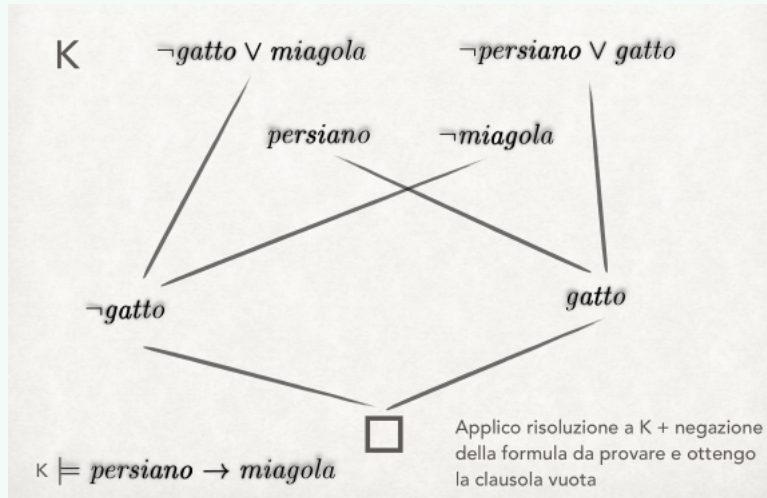 K
¬gatto ∨ miagola
¬persiano ∨ gatto
persiano
¬miagola
¬gatto
gatto
K ⊨ persiano → miagola
Applico risoluzione a K + negazione
della formula da provare e ottengo
la clausola vuota